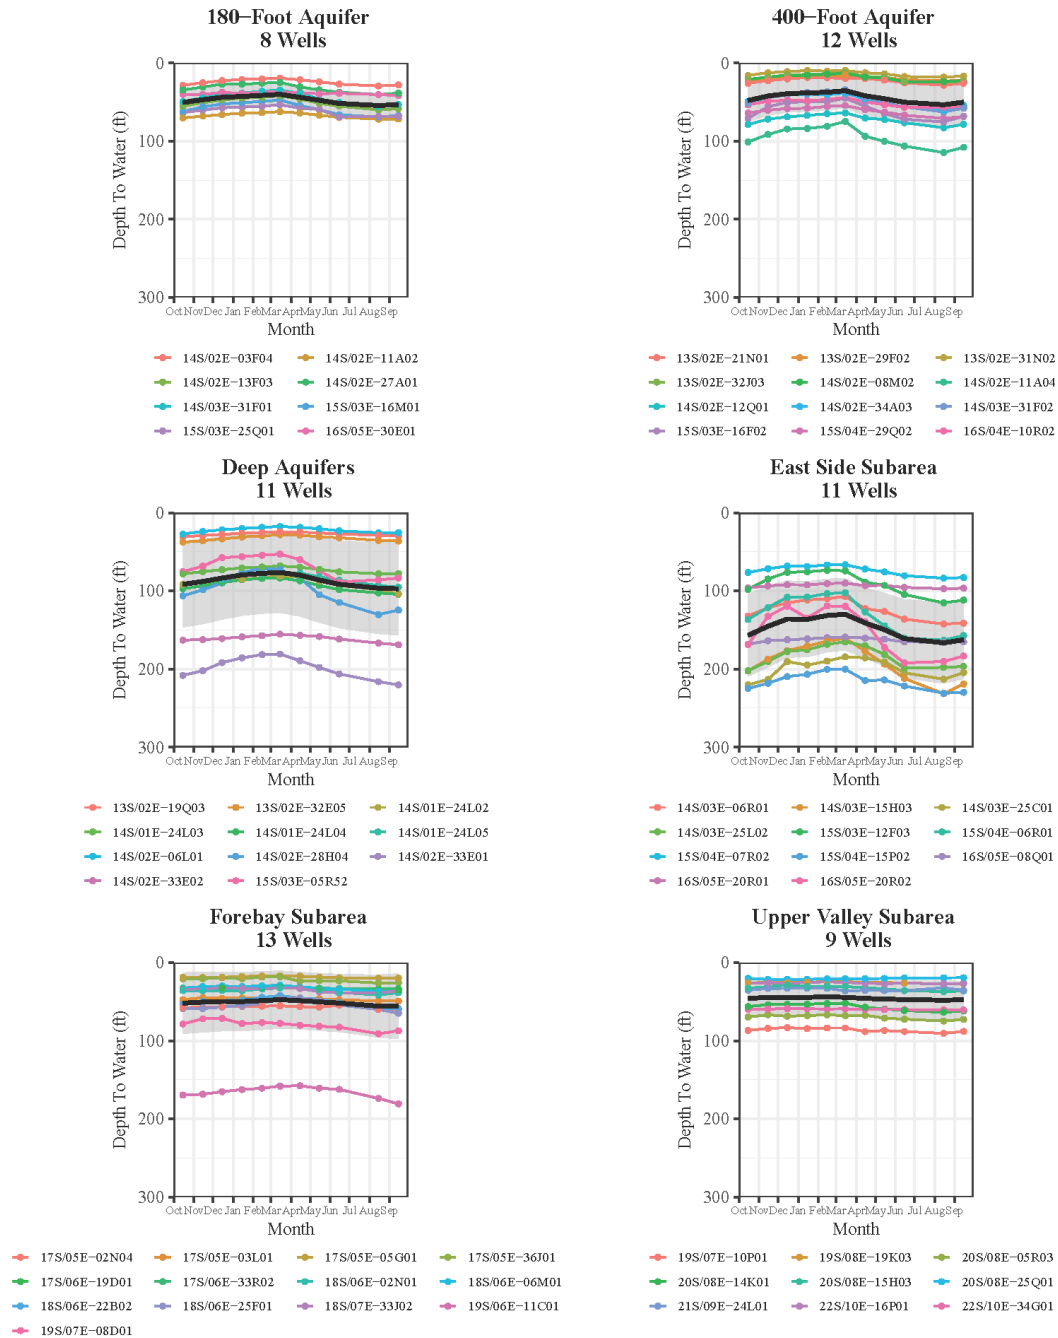 180−Foot Aquifer
8 Wells
0
100
200
300
Depth To Water (ft)
Oct Nov Dec Jan Feb Mar Apr May Jun Jul Aug Sep
Month
14S/02E−03F04 14S/02E−11A02
14S/02E−13F03 14S/02E−27A01
14S/03E−31F01 15S/03E−16M01
15S/03E−25Q01 16S/05E−30E01
400−Foot Aquifer
12 Wells
0
100
200
300
Depth To Water (ft)
Oct Nov Dec Jan Feb Mar Apr May Jun Jul Aug Sep
Month
13S/02E−21N01 13S/02E−29F02 13S/02E−31N02
13S/02E−32J03 14S/02E−08M02 14S/02E−11A04
14S/02E−12Q01 14S/02E−34A03 14S/03E−31F02
15S/03E−16F02 15S/04E−29Q02 16S/04E−10R02
Deep Aquifers
11 Wells
0
100
200
300
Depth To Water (ft)
Oct Nov Dec Jan Feb Mar Apr May Jun Jul Aug Sep
Month
13S/02E−19Q03 13S/02E−32E05 14S/01E−24L02
14S/01E−24L03 14S/01E−24L04 14S/01E−24L05
14S/02E−06L01 14S/02E−28H04 14S/02E−33E01
14S/02E−33E02 15S/03E−05R52
East Side Subarea
11 Wells
0
100
200
300
Depth To Water (ft)
Oct Nov Dec Jan Feb Mar Apr May Jun Jul Aug Sep
Month
14S/03E−06R01 14S/03E−15H03 14S/03E−25C01
14S/03E−25L02 15S/03E−12F03 15S/04E−06R01
15S/04E−07R02 15S/04E−15P02 16S/05E−08Q01
16S/05E−20R01 16S/05E−20R02
Forebay Subarea
13 Wells
0
100
200
300
Depth To Water (ft)
Oct Nov Dec Jan Feb Mar Apr May Jun Jul Aug Sep
Month
17S/05E−02N04 17S/05E−03L01 17S/05E−05G01 17S/05E−36J01
17S/06E−19D01 17S/06E−33R02 18S/06E−02N01 18S/06E−06M01
18S/06E−22B02 18S/06E−25F01 18S/07E−33J02 19S/06E−11C01
19S/07E−08D01
Upper Valley Subarea
9 Wells
0
100
200
300
Depth To Water (ft)
Oct Nov Dec Jan Feb Mar Apr May Jun Jul Aug Sep
Month
19S/07E−10P01 19S/08E−19K03 20S/08E−05R03
20S/08E−14K01 20S/08E−15H03 20S/08E−25Q01
21S/09E−24L01 22S/10E−16P01 22S/10E−34G01